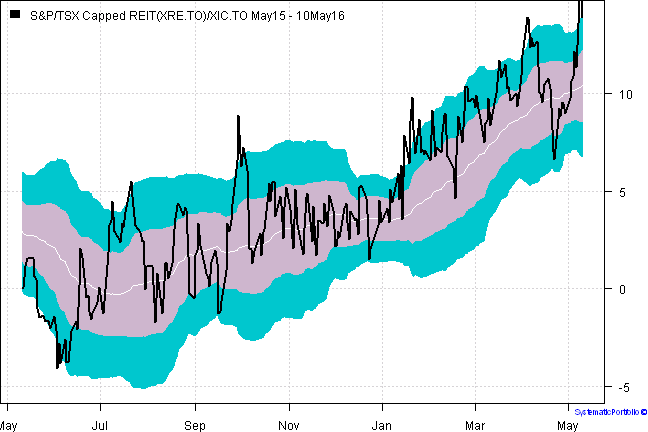 S&P/TSX Capped REIT(XRE.TO)/XIC.TO May15 - 10May16
10
5
0
-5
May Jul Sep Nov Jan Mar May
SystematicPortfolio ©